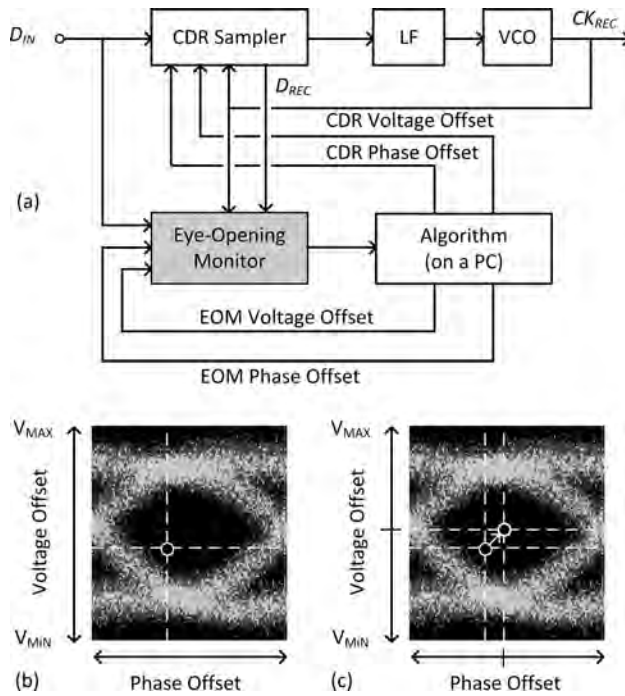 D_IN
CDR Sampler
LF
VCO
CK_REC
D_REC
CDR Voltage Offset
CDR Phase Offset
(a)
Eye-Opening
Monitor
Algorithm
(on a PC)
EOM Voltage Offset
EOM Phase Offset
V_MAX
Voltage Offset
V_MiN
(b)
Phase Offset
V_MAX
Voltage Offset
V_MiN
(c)
Phase Offset